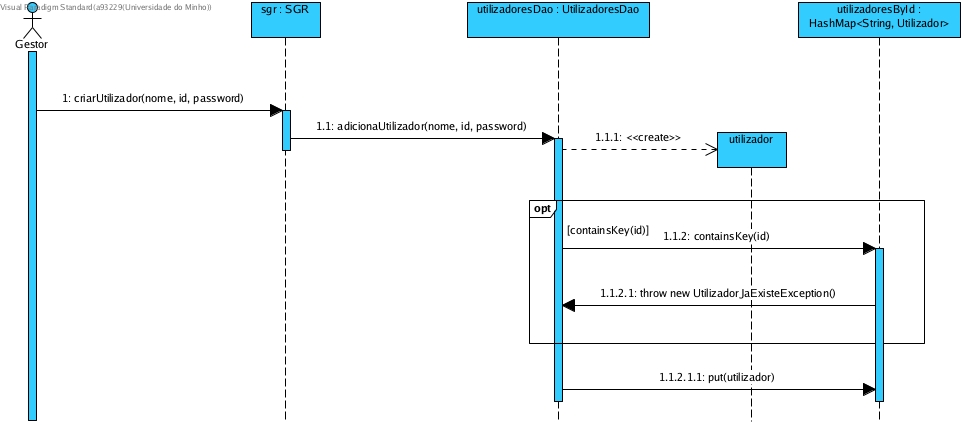 Visual Paradigm Standard(a93229(Universidade do Minho))
Gestor
sgr : SGR
utilizadoresDao : UtilizadoresDao
utilizadoresById :
HashMap<String, Utilizador>
1: criarUtilizador(nome, id, password)
1.1: adicionaUtilizador(nome, id, password)
1.1.1: <<create>>
utilizador
opt
[containsKey(id)]
1.1.2: containsKey(id)
1.1.2.1: throw new UtilizadorJaExisteException()
1.1.2.1.1: put(utilizador)